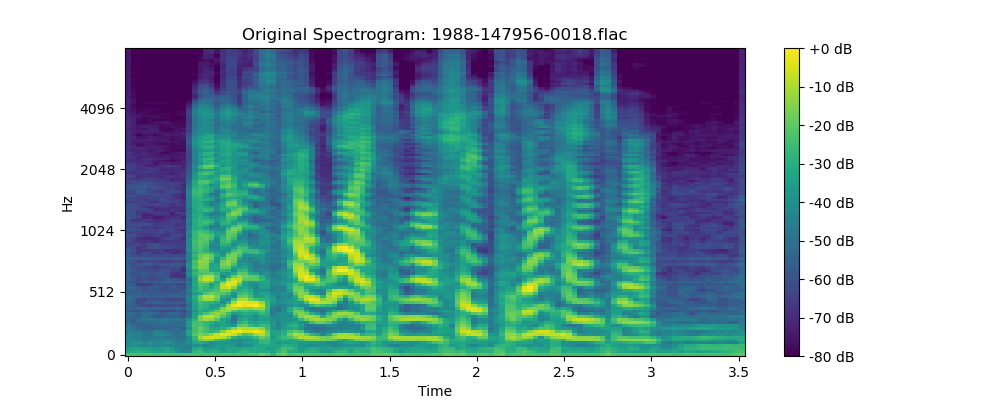 Original Spectrogram: 1988-147956-0018.flac
Hz
4096
2048
1024
512
0
0 0.5 1 1.5 2 2.5 3 3.5
Time
+0 dB
-10 dB
-20 dB
-30 dB
-40 dB
-50 dB
-60 dB
-70 dB
-80 dB